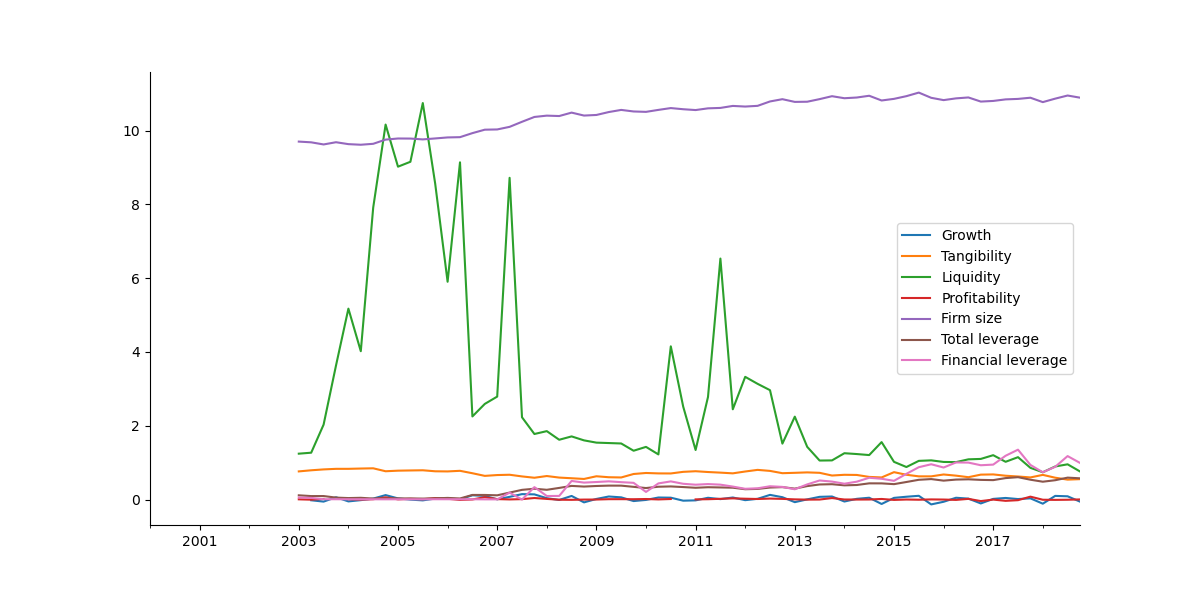 10
8
6
4
2
0
Growth
Tangibility
Liquidity
Profitability
Firm size
Total leverage
Financial leverage
2001 2003 2005 2007 2009 2011 2013 2015 2017